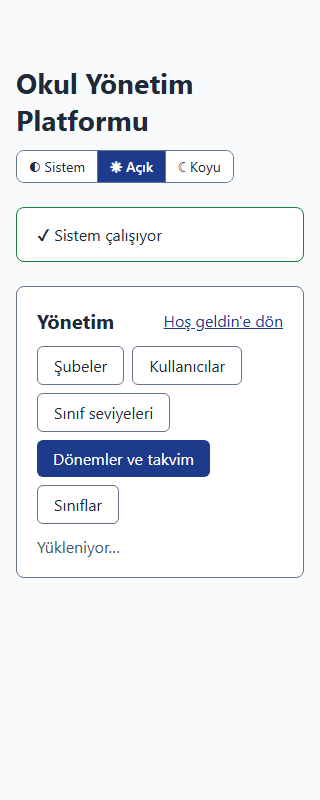 Okul Yönetim
Platformu
◐ Sistem ☀ Açık ☾ Koyu
✓ Sistem çalışıyor
Yönetim Hoş geldin'e dön
Şubeler Kullanıcılar
Sınıf seviyeleri
Dönemler ve takvim
Sınıflar
Yükleniyor...